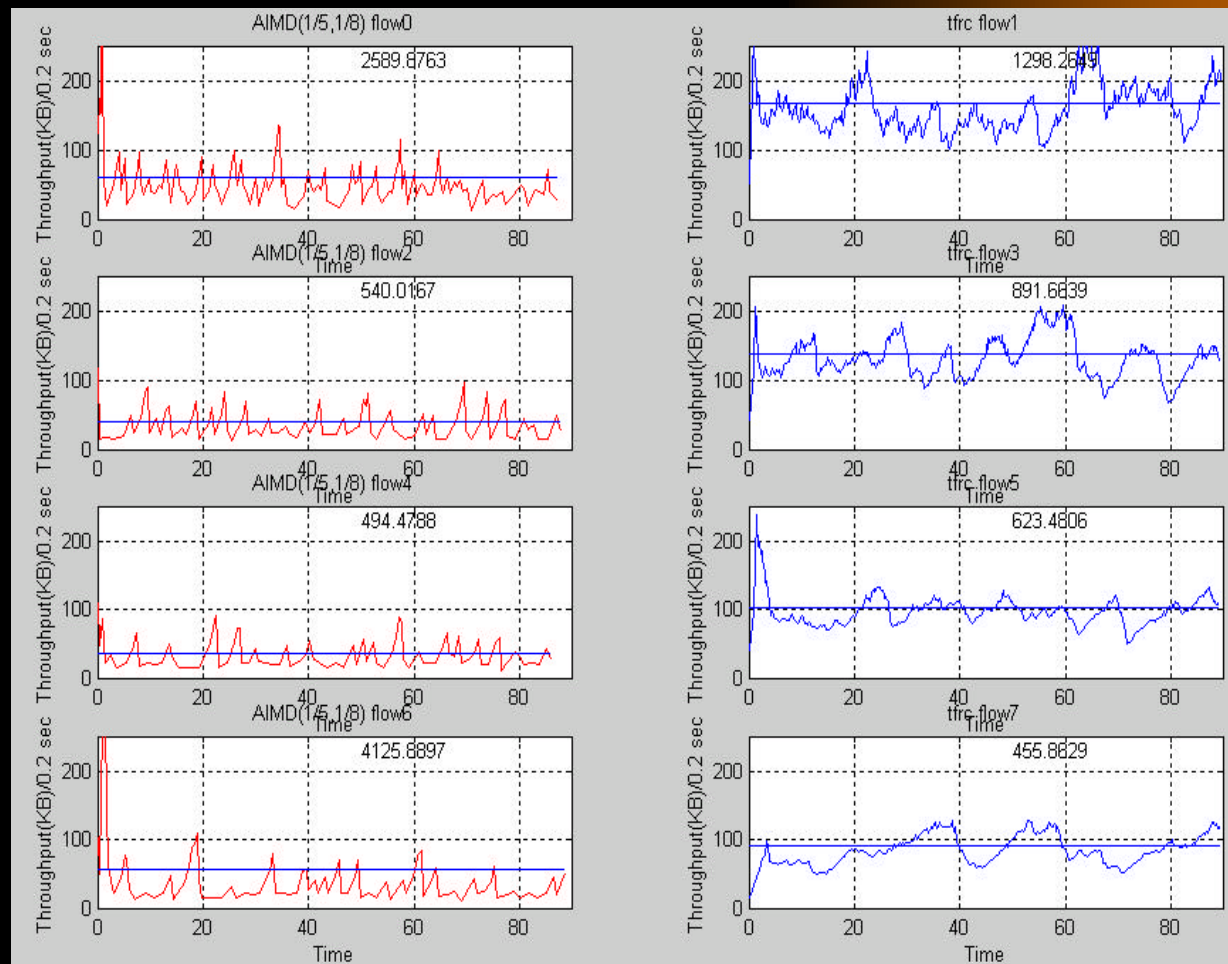 AIMD(1/5,1/8) flow0
2589.8763
Throughput(KB)/0.2 sec
200
100
0
0 20 40 60 80
Time
tfrc flow1
1298.2649
Throughput(KB)/0.2 sec
200
100
0
0 20 40 60 80
Time
AIMD(1/5,1/8) flow2
540.0167
Throughput(KB)/0.2 sec
200
100
0
0 20 40 60 80
Time
tfrc flow3
891.6639
Throughput(KB)/0.2 sec
200
100
0
0 20 40 60 80
Time
AIMD(1/5,1/8) flow4
494.4788
Throughput(KB)/0.2 sec
200
100
0
0 20 40 60 80
Time
tfrc flow5
623.4806
Throughput(KB)/0.2 sec
200
100
0
0 20 40 60 80
Time
AIMD(1/5,1/8) flow6
4125.8897
Throughput(KB)/0.2 sec
200
100
0
0 20 40 60 80
Time
tfrc flow7
455.8629
Throughput(KB)/0.2 sec
200
100
0
0 20 40 60 80
Time